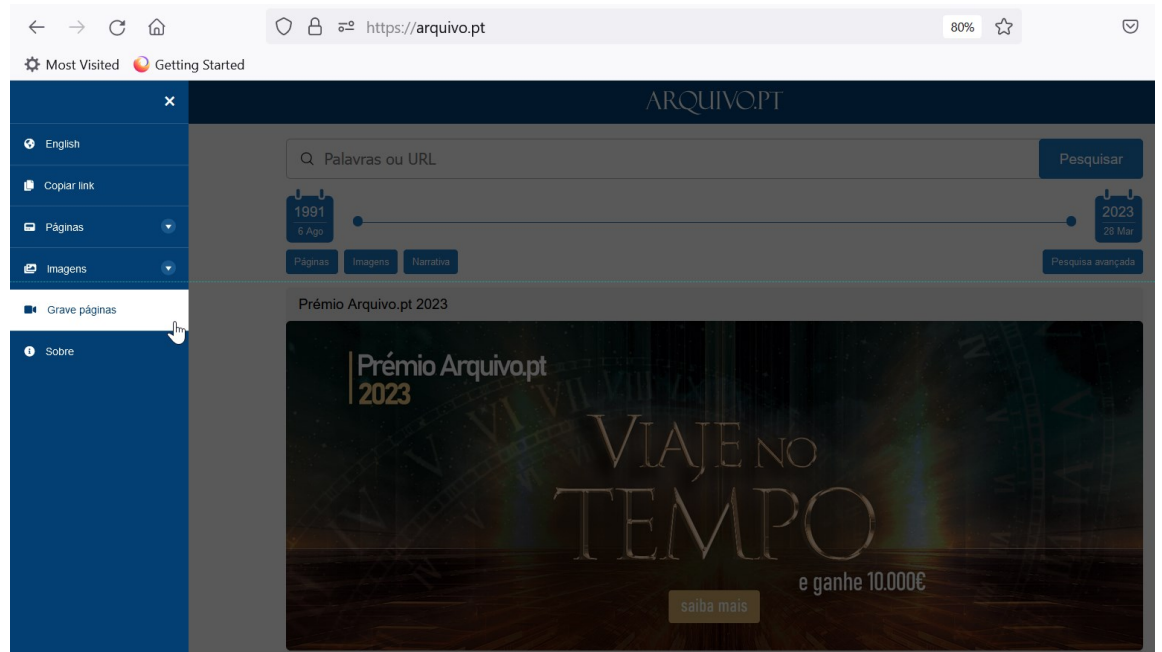 https://arquivo.pt
80%
Most Visited
Getting Started
ARQUIVO.PT
English
Copiar link
Páginas
Imagens
Grave páginas
Sobre
Palavras ou URL
Pesquisar
1991
6 Ago
2023
28 Mar
Páginas
Imagens
Narrativa
Pesquisa avançada
Prémio Arquivo.pt 2023
Prémio Arquivo.pt
2023
VIAJE NO
TEMPO
e ganhe 10.000€
saiba mais